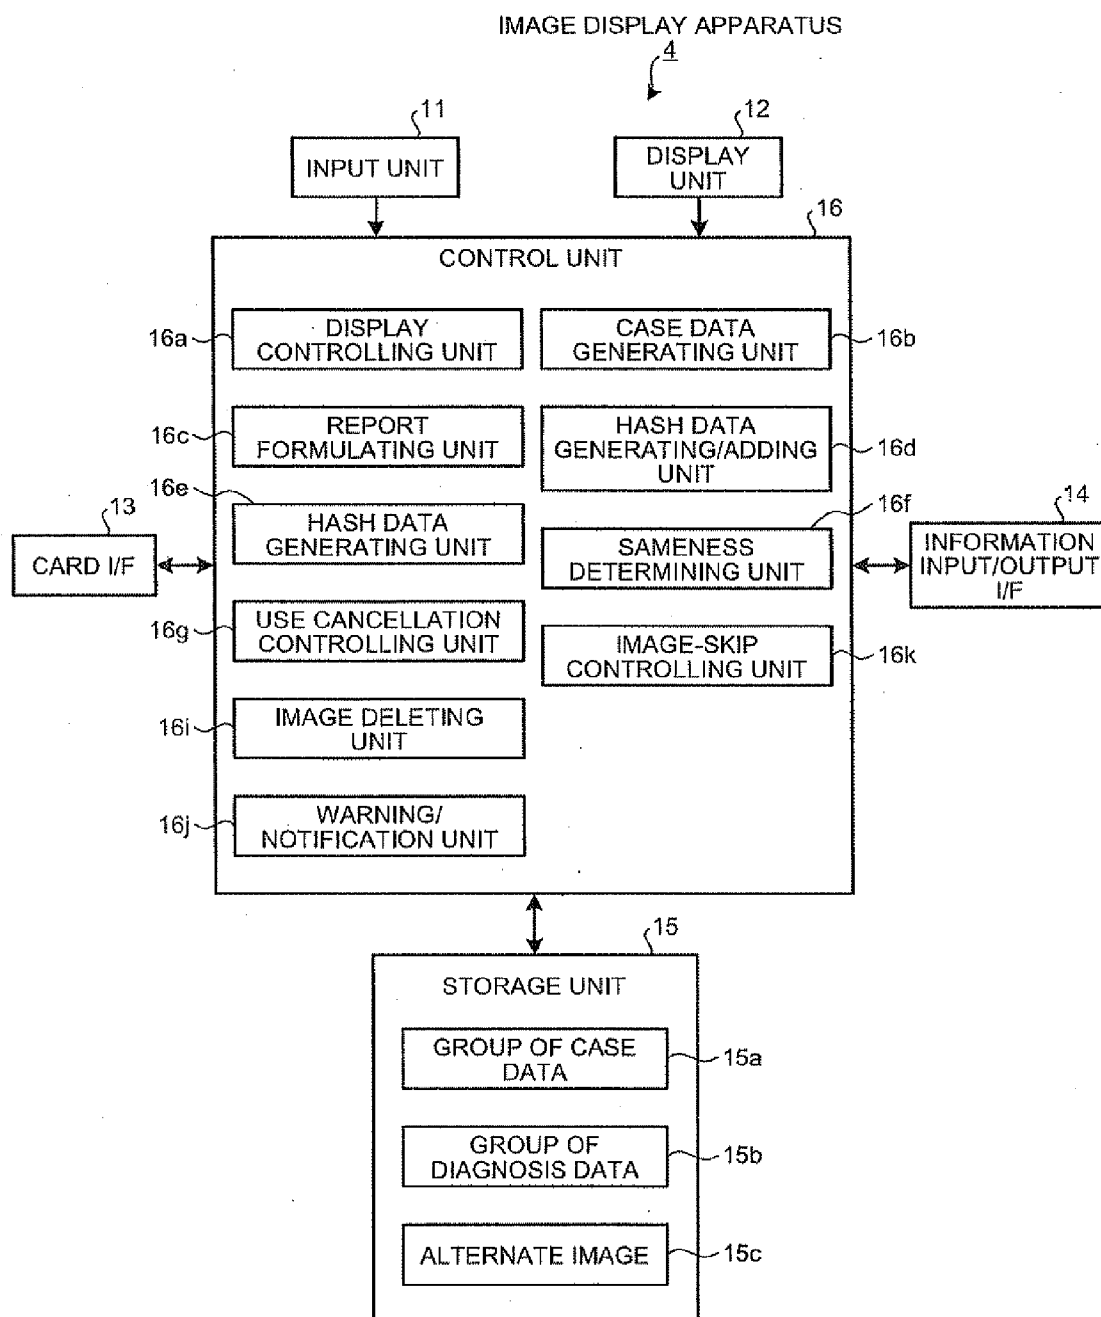 IMAGE DISPLAY APPARATUS
4
11
12
INPUT UNIT
DISPLAY
UNIT
16
CONTROL UNIT
16a
DISPLAY
CONTROLLING UNIT
CASE DATA
GENERATING UNIT
16b
16c
REPORT
FORMULATING UNIT
HASH DATA
GENERATING/ADDING
UNIT
16d
16e
HASH DATA
GENERATING UNIT
16f
SAMENESS
DETERMINING UNIT
13
CARD I/F
14
INFORMATION
INPUT/OUTPUT
I/F
16g
USE CANCELLATION
CONTROLLING UNIT
IMAGE-SKIP
CONTROLLING UNIT
16k
16i
IMAGE DELETING
UNIT
16j
WARNING/
NOTIFICATION UNIT
15
STORAGE UNIT
GROUP OF CASE
DATA
15a
GROUP OF
DIAGNOSIS DATA
15b
ALTERNATE IMAGE
15c